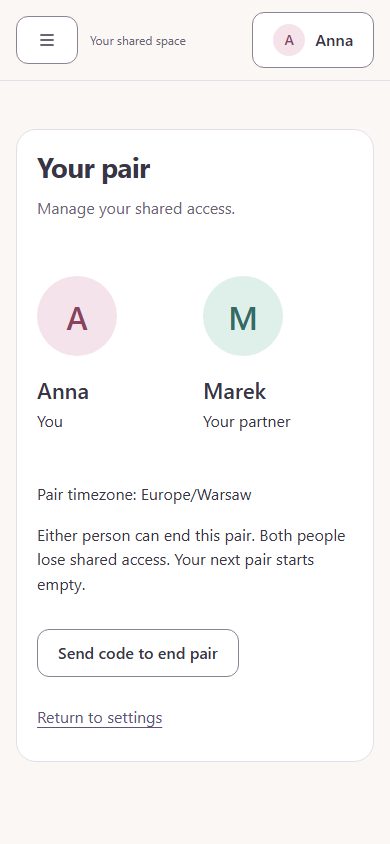 Your shared space
A Anna
Your pair
Manage your shared access.
A
M
Anna
Marek
You
Your partner
Pair timezone: Europe/Warsaw
Either person can end this pair. Both people
lose shared access. Your next pair starts
empty.
Send code to end pair
Return to settings